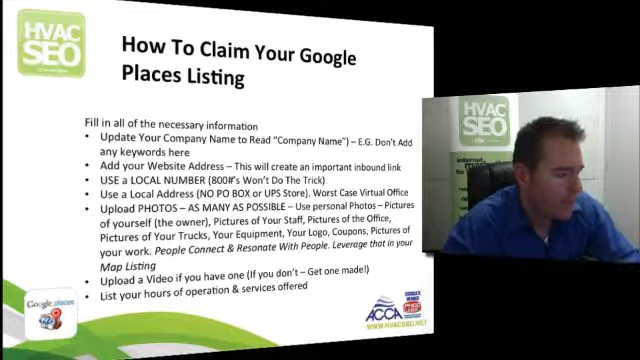 HVAC
SEO
How To Claim Your Google
Places Listing
Fill in all of the necessary information
• Update Your Company Name to Read "Company Name") – E.G. Don't Add
any keywords here
• Add your Website Address – This will create an important inbound link
• USE a LOCAL NUMBER (800#'s Won't Do The Trick)
• Use a Local Address (NO PO BOX or UPS Store). Worst Case Virtual Office
• Upload PHOTOS – AS MANY AS POSSIBLE – Use personal Photos – Pictures
of yourself (the owner), Pictures of Your Staff, Pictures of the Office,
Pictures of Your Trucks, Your Equipment, Your Logo, Coupons, Pictures of
your work. People Connect & Resonate With People. Leverage that in your
Map Listing
• Upload a Video if you have one (If you don't – Get one made!)
• List your hours of operation & services offered
Google places
ACCA
WWW.HVACSEO.NET
HVAC
SEO
internet